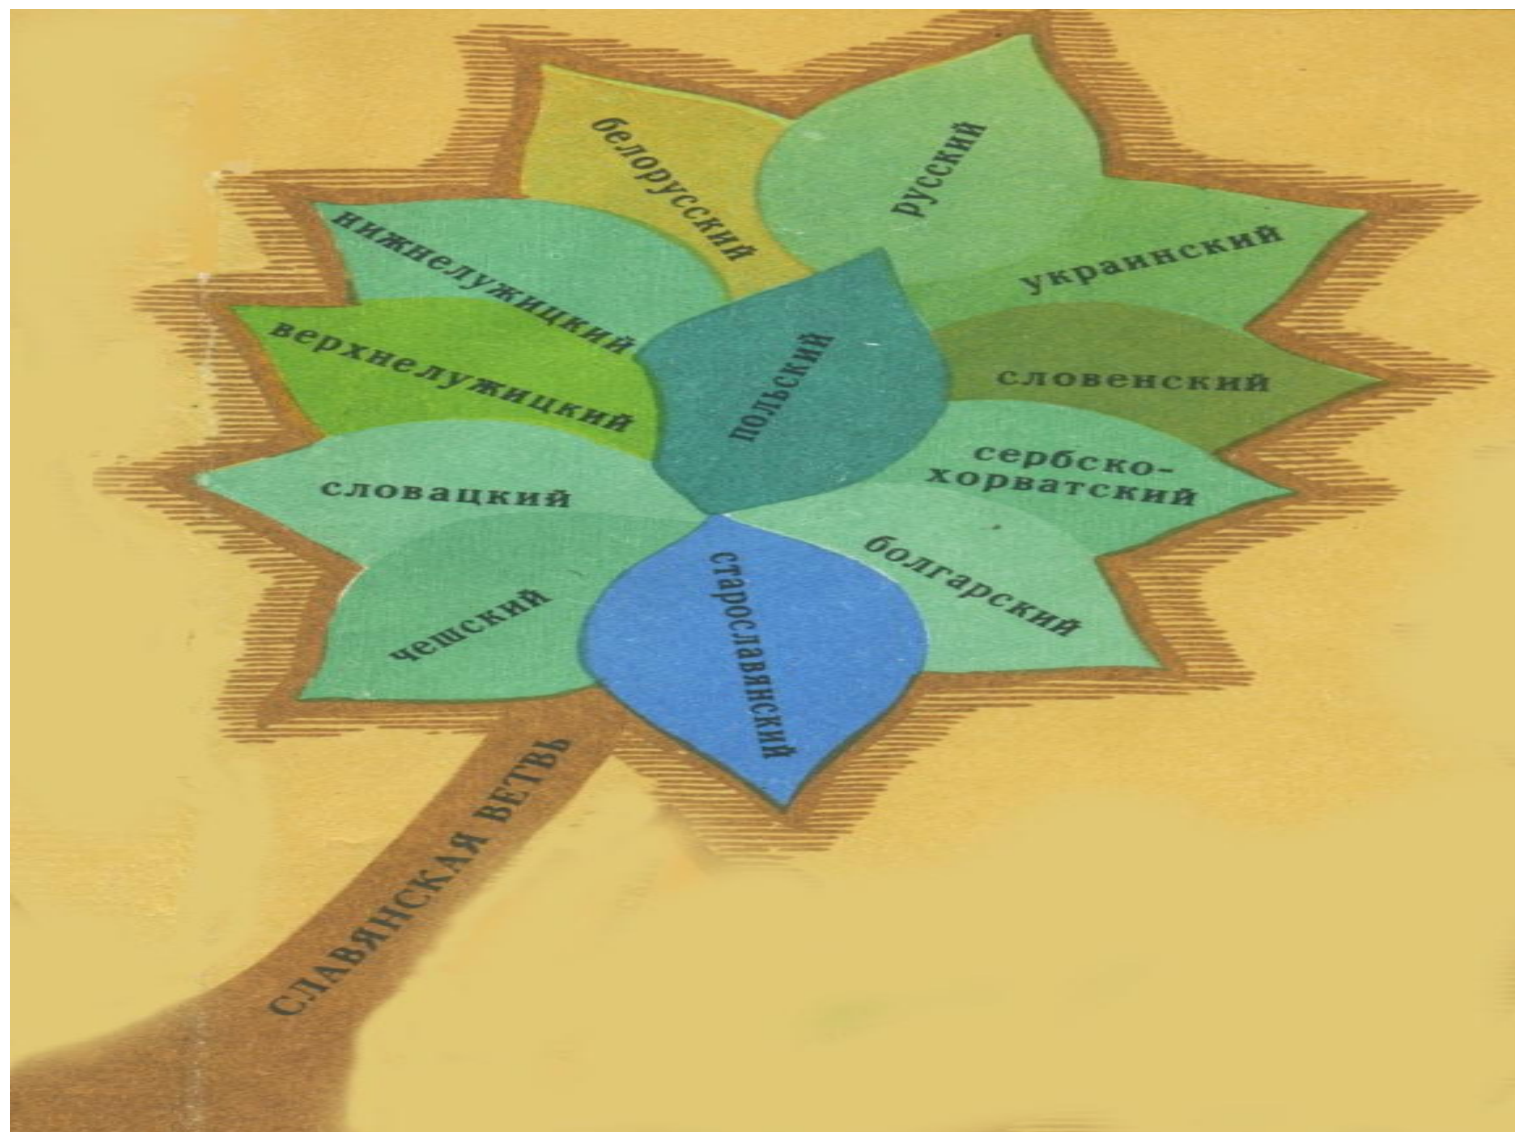 белорусский
русский
нижнелужицкий
украинский
верхнелужицкий
польский
словенский
словацкий
сербско-
хорватский
чешский
старославянский
болгарский
СЛАВЯНСКАЯ ВЕТВЬ